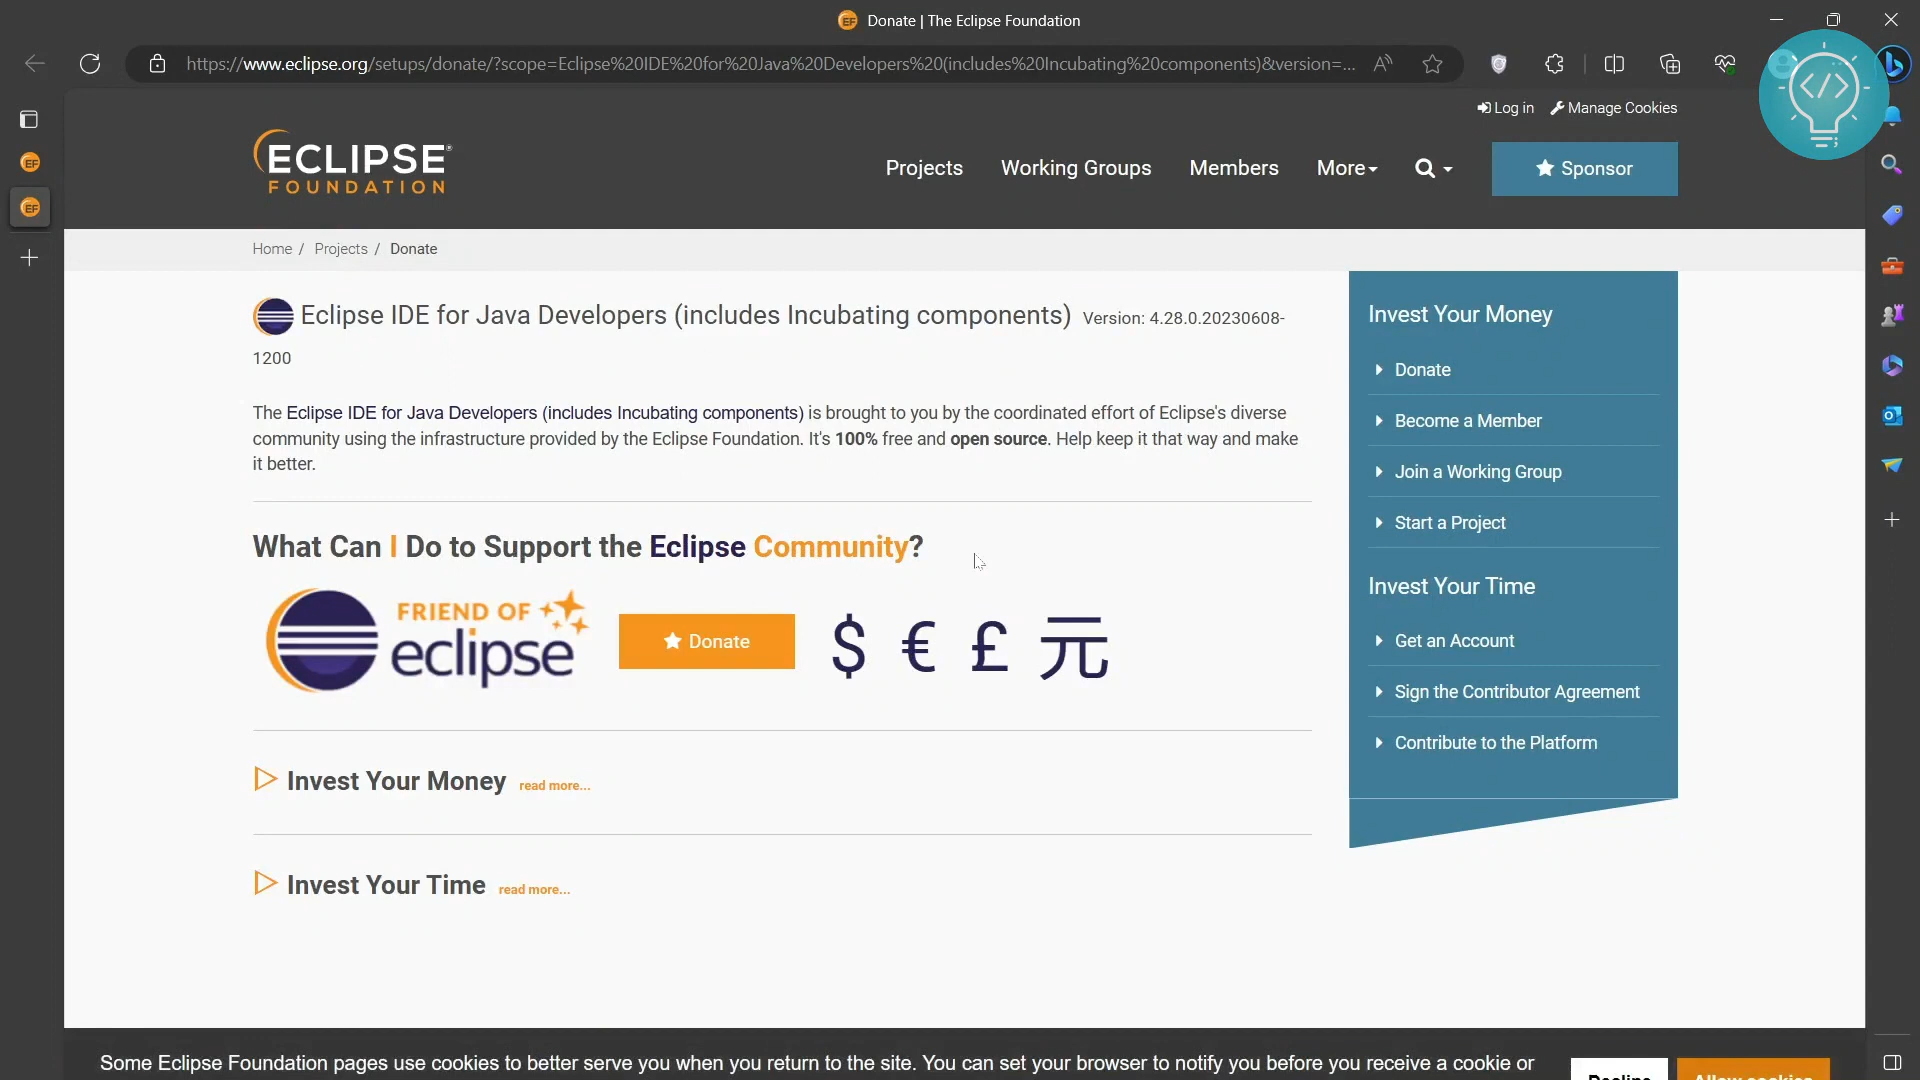 Donate | The Eclipse Foundation
https://www.eclipse.org/setups/donate/?scope=Eclipse%20IDE%20for%20Java%20Developers%20(includes%20Incubating%20components)&version=...
Log in Manage Cookies
ECLIPSE®
FOUNDATION
Projects Working Groups Members More Sponsor
Home / Projects / Donate
Eclipse IDE for Java Developers (includes Incubating components) Version: 4.28.0.20230608-
1200
The Eclipse IDE for Java Developers (includes Incubating components) is brought to you by the coordinated effort of Eclipse's diverse
community using the infrastructure provided by the Eclipse Foundation. It's 100% free and open source. Help keep it that way and make
it better.
What Can I Do to Support the Eclipse Community?
FRIEND OF
eclipse
Donate
$ € £ 元
Invest Your Money read more...
Invest Your Time read more...
Invest Your Money
Donate
Become a Member
Join a Working Group
Start a Project
Invest Your Time
Get an Account
Sign the Contributor Agreement
Contribute to the Platform
Some Eclipse Foundation pages use cookies to better serve you when you return to the site. You can set your browser to notify you before you receive a cookie or
Decline Allow cookies